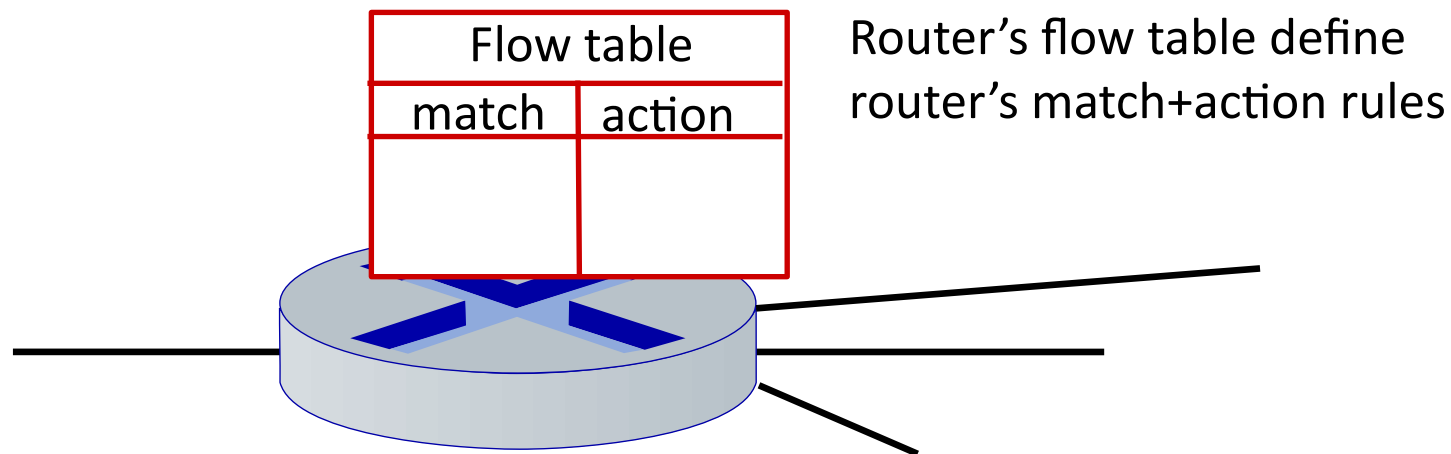 Flow table
match action
Router’s flow table define
router’s match+action rules